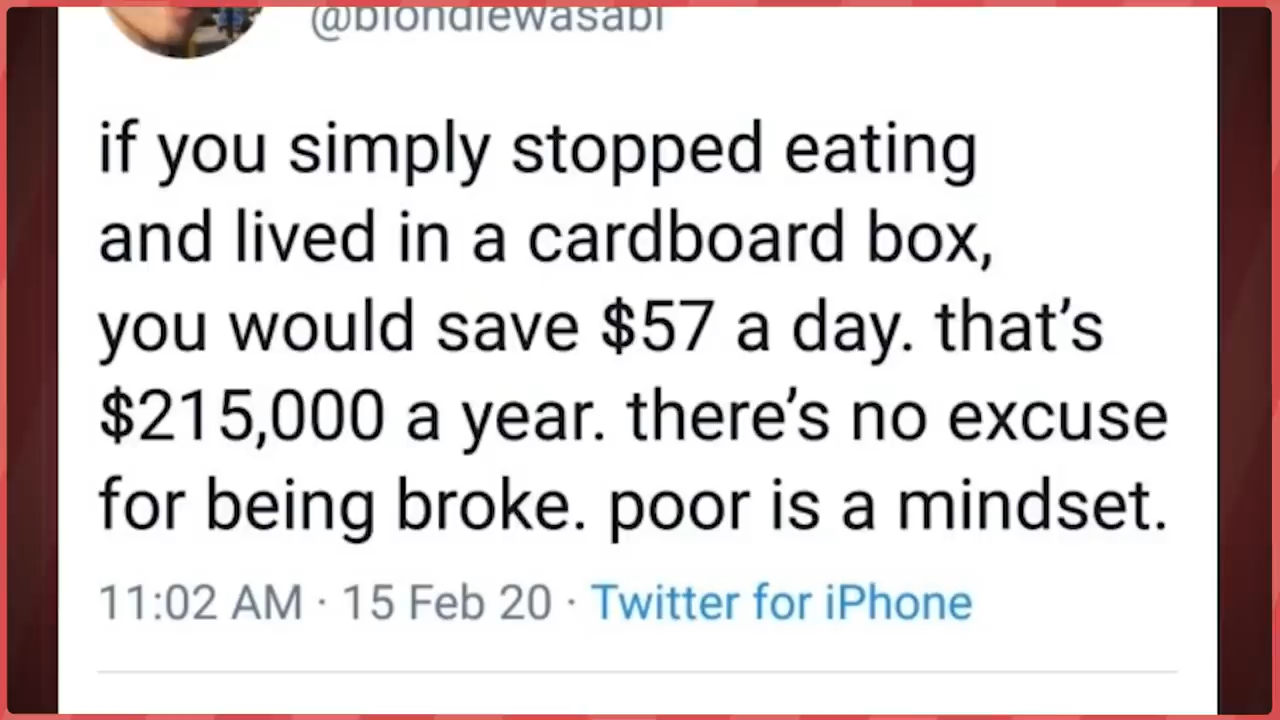 @blondiewasabi
if you simply stopped eating
and lived in a cardboard box,
you would save $57 a day. that’s
$215,000 a year. there’s no excuse
for being broke. poor is a mindset.
11:02 AM · 15 Feb 20 · Twitter for iPhone